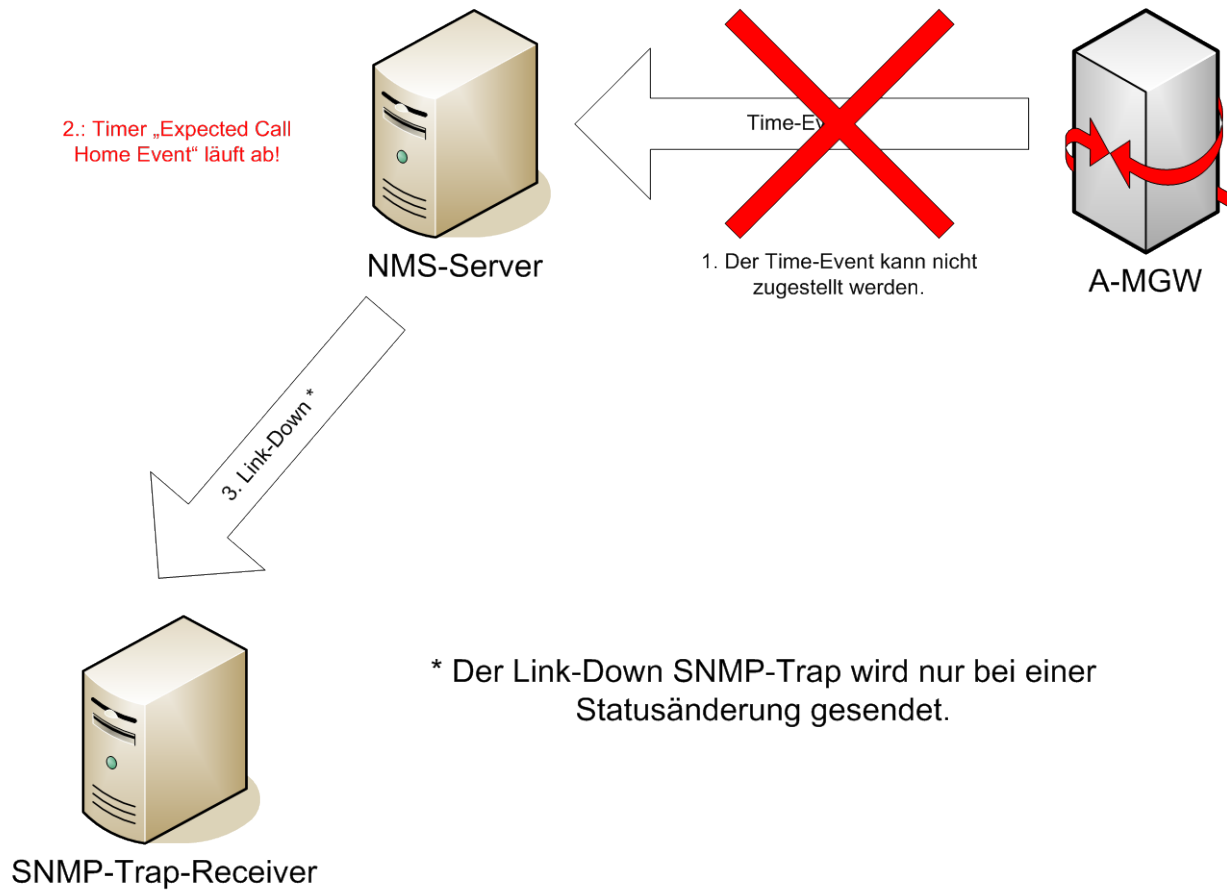 2.: Timer „Expected Call
Home Event“ läuft ab!
NMS-Server
1. Der Time-Event kann nicht
zugestellt werden.
A-MGW
3. Link-Down *
* Der Link-Down SNMP-Trap wird nur bei einer
Statusänderung gesendet.
SNMP-Trap-Receiver